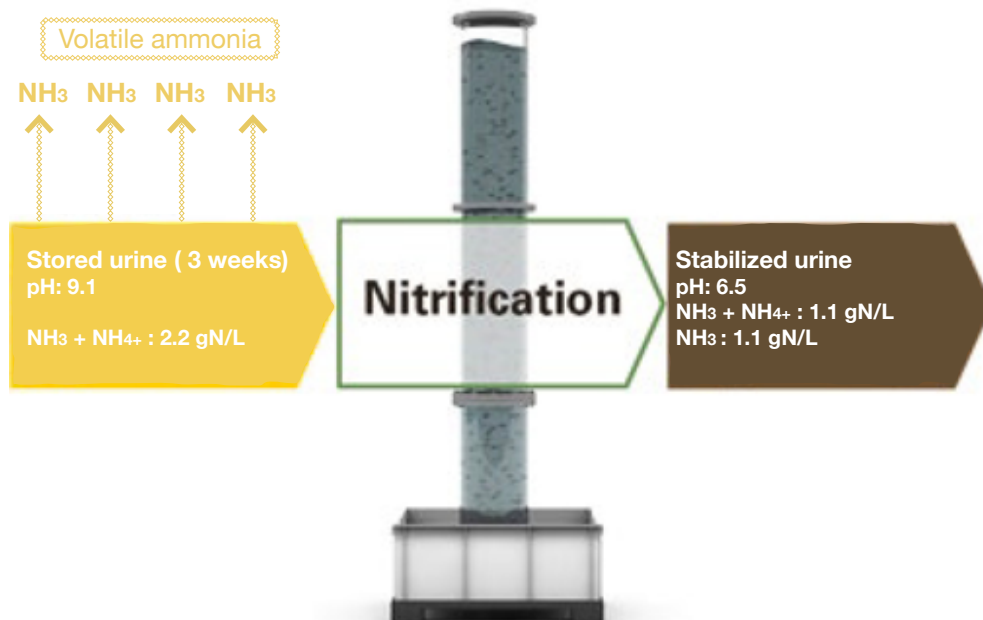 Volatile ammonia
NH3 NH3 NH3 NH3
Stored urine ( 3 weeks)
pH: 9.1
NH3 + NH4+ : 2.2 gN/L
Nitrification
Stabilized urine
pH: 6.5
NH3 + NH4+ : 1.1 gN/L
NH3 : 1.1 gN/L